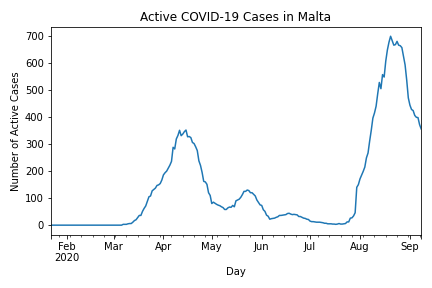 Active COVID-19 Cases in Malta
Number of Active Cases
700
600
500
400
300
200
100
0
Feb Mar Apr May Jun Jul Aug Sep
2020
Day